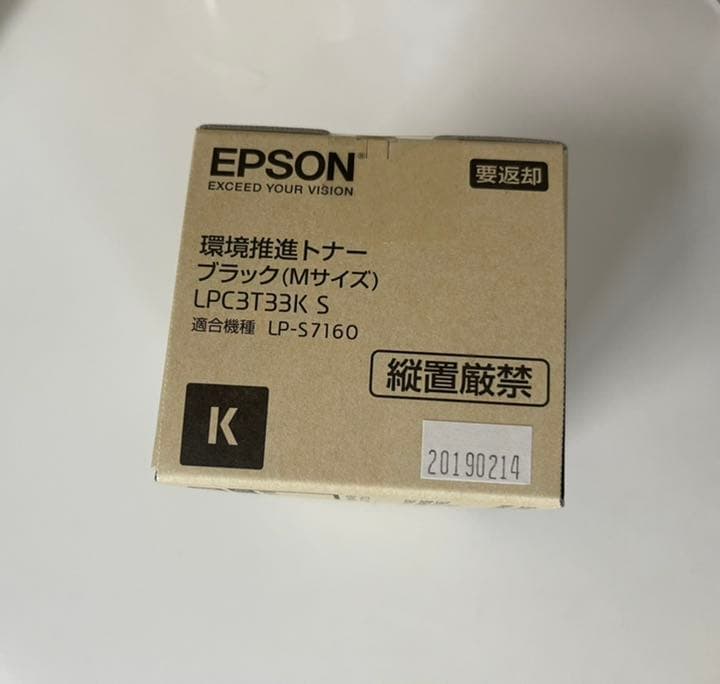 EPSON
EXCEED YOUR VISION
要返却
環境推進トナー
ブラック(Mサイズ)
LPC3T33K S
適合機種 LP-S7160
縦置厳禁
K
20190214